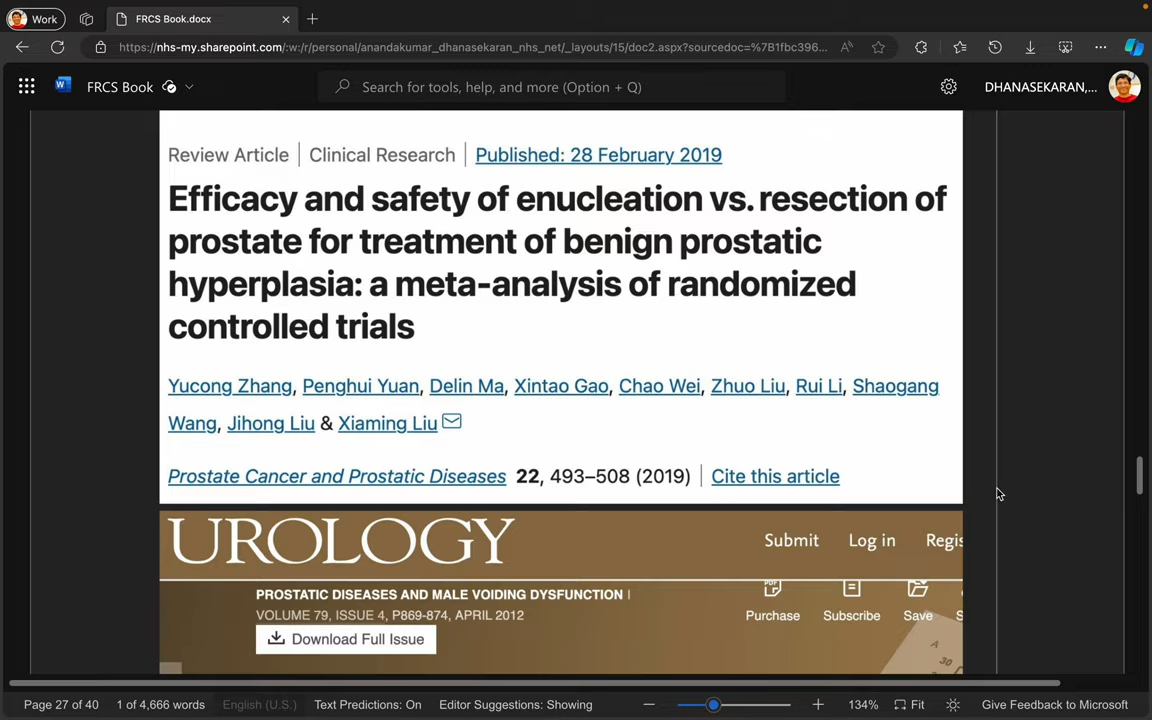 Work
FRCS Book.docx
https://nhs-my.sharepoint.com/:w:/r/personal/anandakumar_dhanasekaran_nhs_net/_layouts/15/doc2.aspx?sourcedoc=%7B1fbc396...
FRCS Book
Search for tools, help, and more (Option + Q)
DHANASEKARAN,...
Review Article | Clinical Research | Published: 28 February 2019
Efficacy and safety of enucleation vs. resection of
prostate for treatment of benign prostatic
hyperplasia: a meta-analysis of randomized
controlled trials
Yucong Zhang, Penghui Yuan, Delin Ma, Xintao Gao, Chao Wei, Zhuo Liu, Rui Li, Shaogang
Wang, Jihong Liu & Xiaming Liu
Prostate Cancer and Prostatic Diseases 22, 493–508 (2019) | Cite this article
UROLOGY
Submit Log in Regis
PROSTATIC DISEASES AND MALE VOIDING DYSFUNCTION |
VOLUME 79, ISSUE 4, P869-874, APRIL 2012
PDF
Purchase Subscribe Save S
Download Full Issue
A
30
Page 27 of 40 1 of 4,666 words English (U.S.) Text Predictions: On Editor Suggestions: Showing 134% Fit Give Feedback to Microsoft